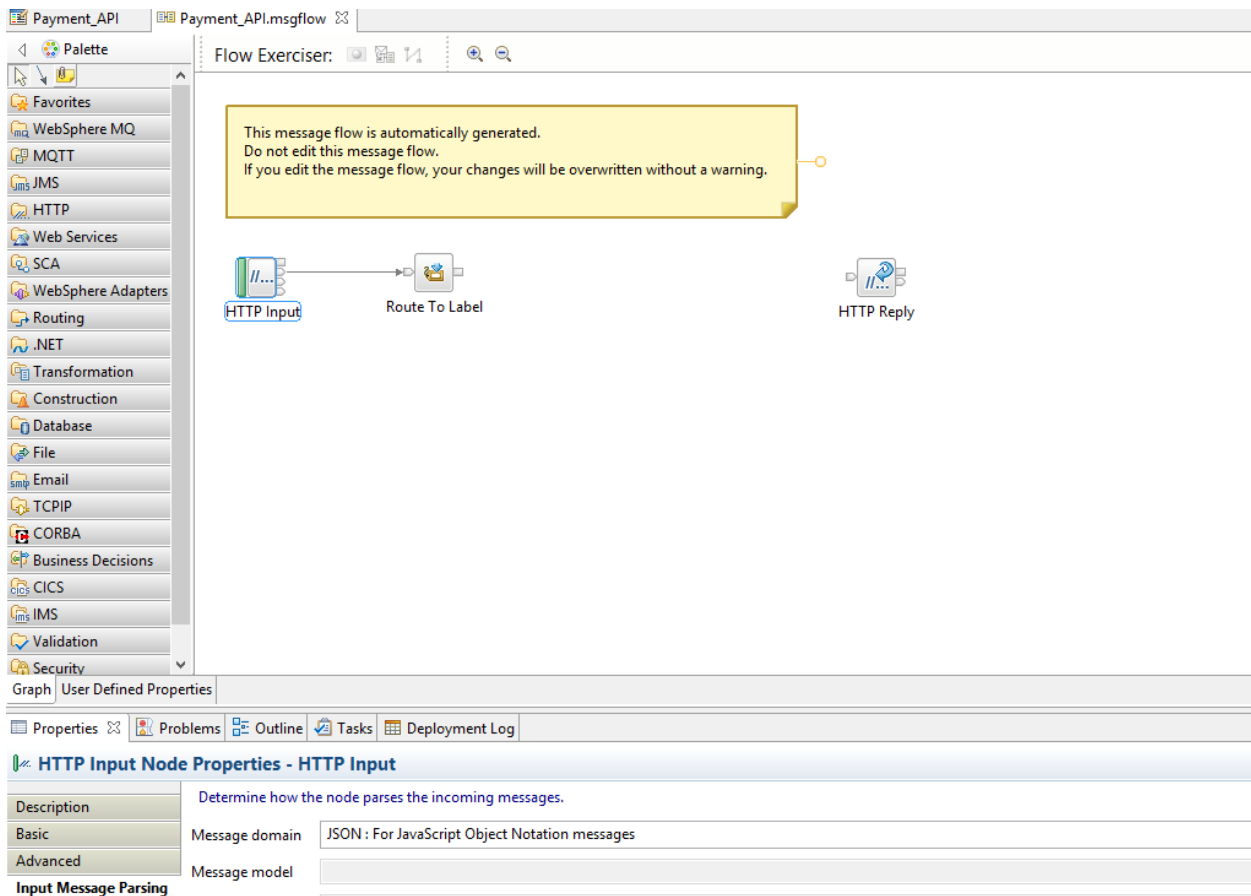 Payment_API
Payment_API.msgflow
Palette
Flow Exerciser:
Favorites
WebSphere MQ
MQTT
JMS
HTTP
Web Services
SCA
WebSphere Adapters
Routing
.NET
Transformation
Construction
Database
File
Email
TCPIP
CORBA
Business Decisions
CICS
IMS
Validation
Security
This message flow is automatically generated.
Do not edit this message flow.
If you edit the message flow, your changes will be overwritten without a warning.
HTTP Input
Route To Label
HTTP Reply
Graph
User Defined Properties
Properties
Problems
Outline
Tasks
Deployment Log
HTTP Input Node Properties - HTTP Input
Description
Basic
Advanced
Input Message Parsing
Determine how the node parses the incoming messages.
Message domain
JSON : For JavaScript Object Notation messages
Message model